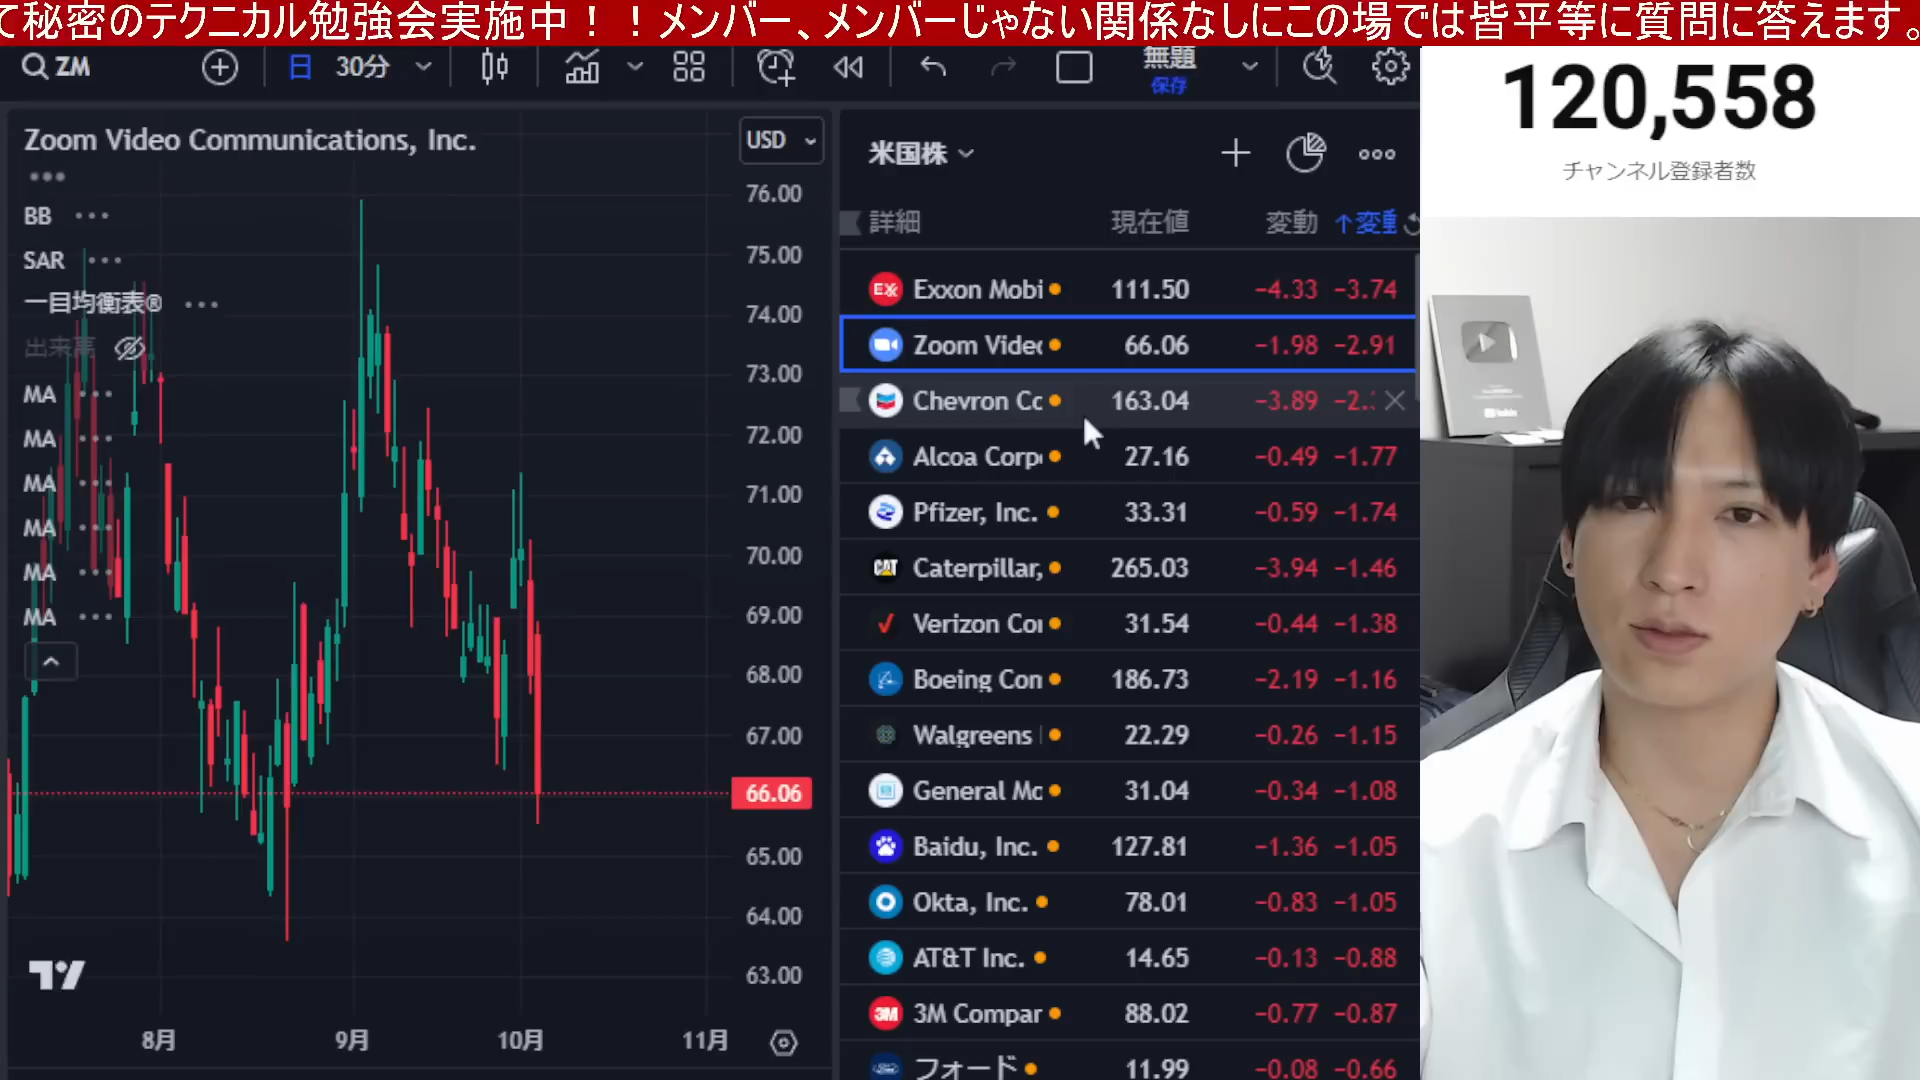 て秘密のテクニカル勉強会実施中！！メンバー、メンバーじゃない関係なしにこの場では皆平等に質問に答えます。
ZM
日 30分
無題
保存
120,558
チャンネル登録者数
Zoom Video Communications, Inc.
USD
BB
SAR
一目均衡表®
出来高
MA
MA
MA
MA
MA
MA
76.00
75.00
74.00
73.00
72.00
71.00
70.00
69.00
68.00
67.00
66.06
65.00
64.00
63.00
8月 9月 10月 11月
米国株
詳細 現在値 変動 ↑変動
EX Exxon Mobi 111.50 −4.33 −3.74
Zoom Videc 66.06 −1.98 −2.91
Chevron Cc 163.04 −3.89 −2.
Alcoa Corp 27.16 −0.49 −1.77
Pfizer, Inc. 33.31 −0.59 −1.74
CAT Caterpillar, 265.03 −3.94 −1.46
Verizon Coi 31.54 −0.44 −1.38
Boeing Con 186.73 −2.19 −1.16
Walgreens 22.29 −0.26 −1.15
General Mc 31.04 −0.34 −1.08
Baidu, Inc. 127.81 −1.36 −1.05
Okta, Inc. 78.01 −0.83 −1.05
AT&T Inc. 14.65 −0.13 −0.88
3M 3M Compar 88.02 −0.77 −0.87
フォード 11.99 −0.08 −0.66